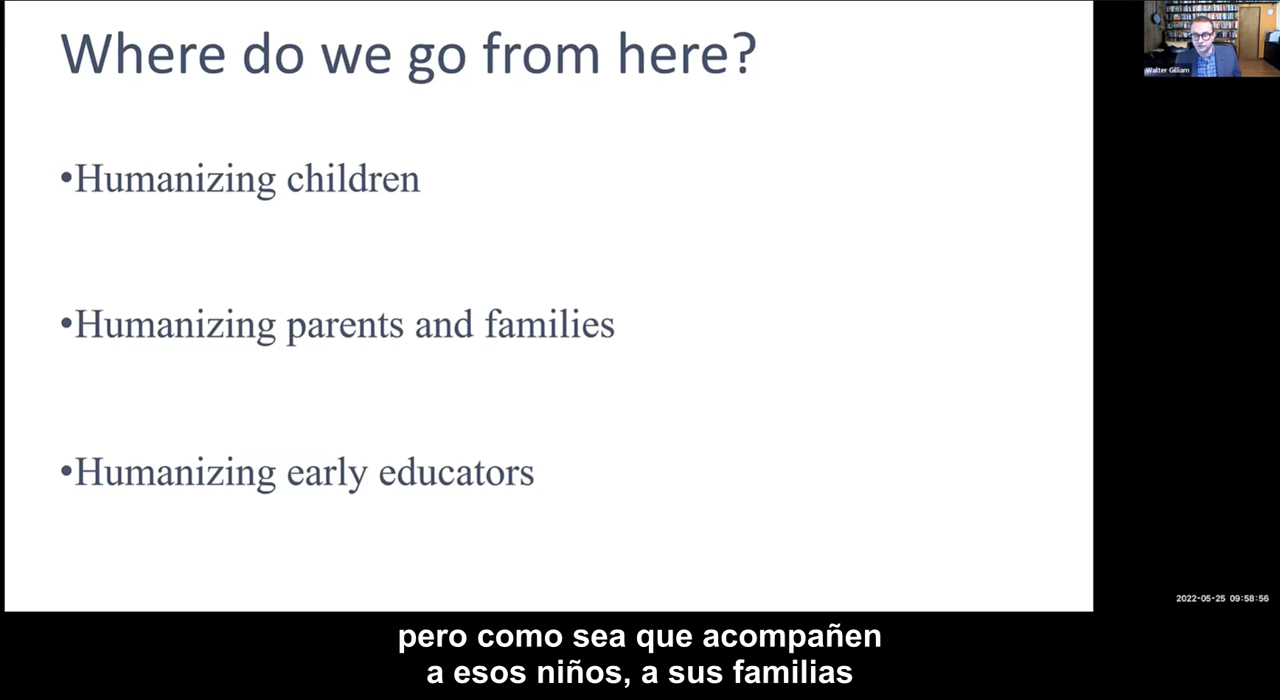 Where do we go from here?
Walter Gilliam
•Humanizing children
•Humanizing parents and families
•Humanizing early educators
2022-05-25 09:58:56
pero como sea que acompañen
a esos niños, a sus familias